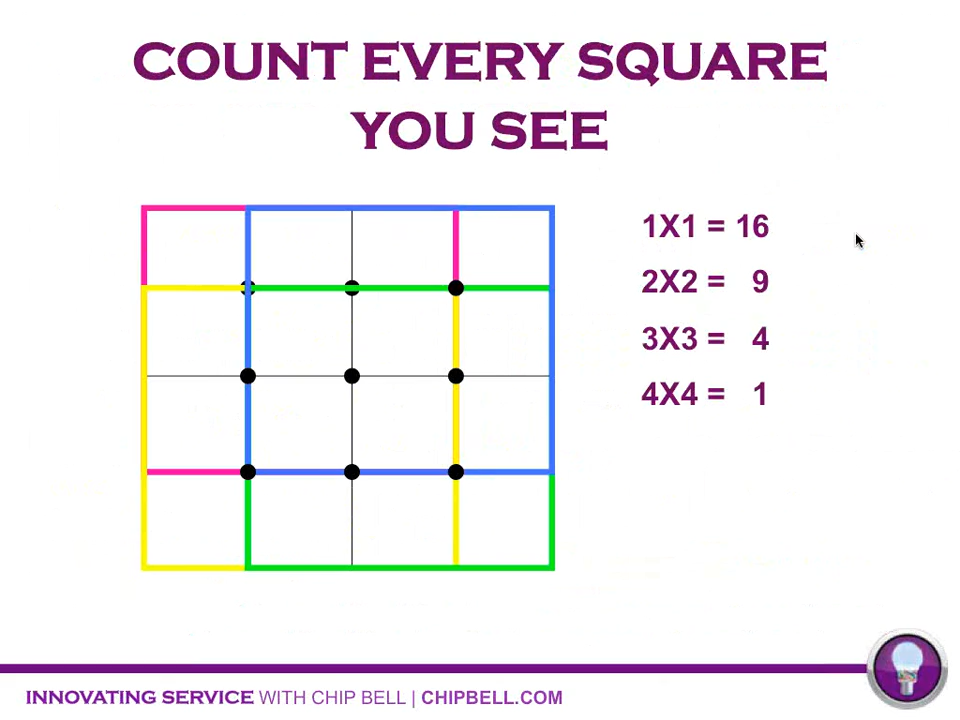 COUNT EVERY SQUARE
YOU SEE
1X1 = 16
2X2 = 9
3X3 = 4
4X4 = 1
INNOVATING SERVICE WITH CHIP BELL | CHIPBELL.COM